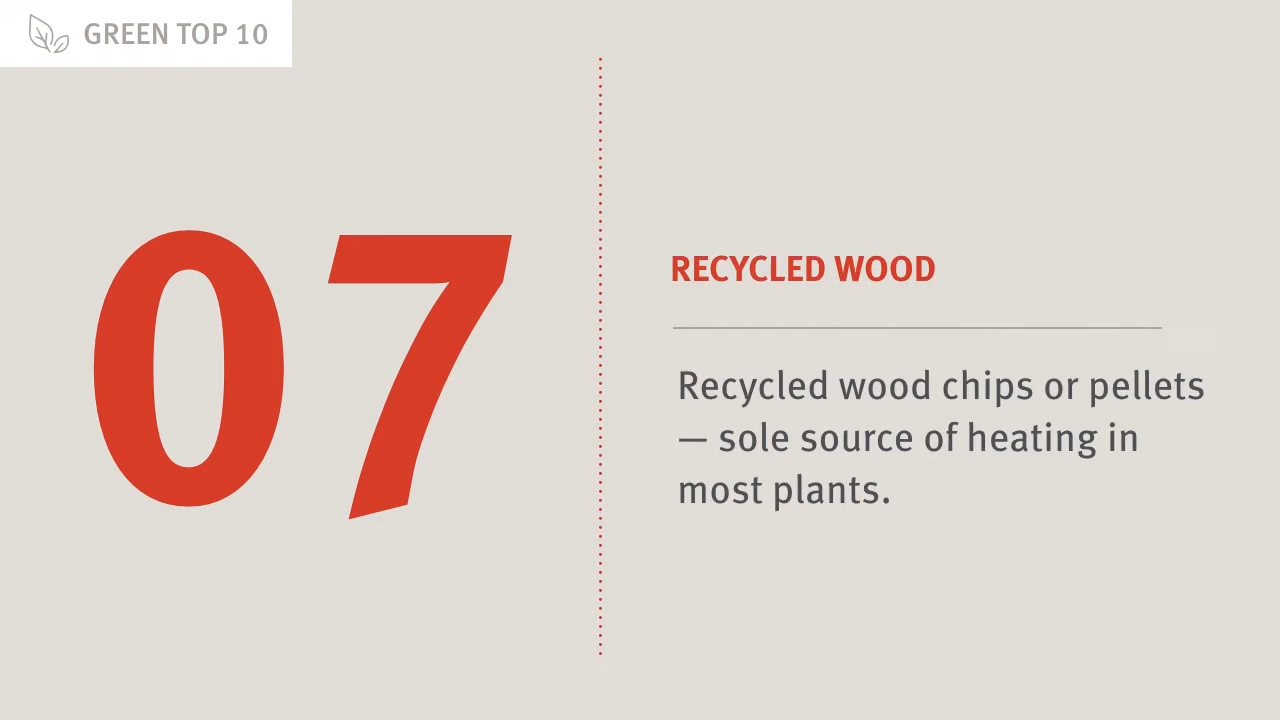 GREEN TOP 10
07
RECYCLED WOOD
Recycled wood chips or pellets
— sole source of heating in
most plants.